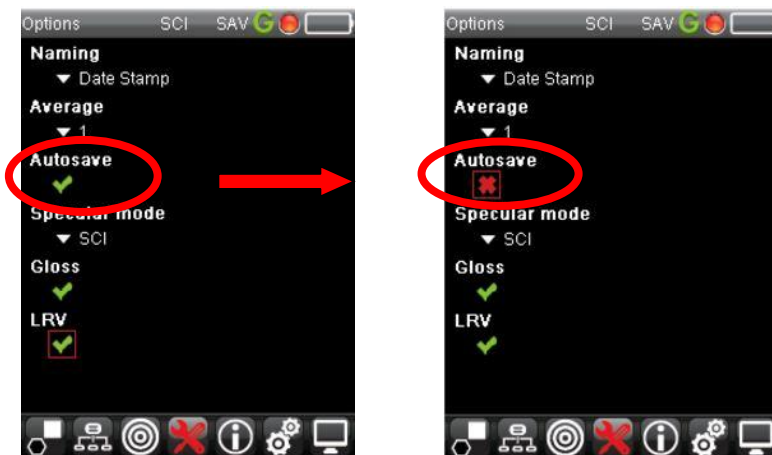 Options SCI SAV G
Naming
Date Stamp
Average
1
Autosave
Specular mode
SCI
Gloss
LRV
Options SCI SAV G
Naming
Date Stamp
Average
1
Autosave
Specular mode
SCI
Gloss
LRV